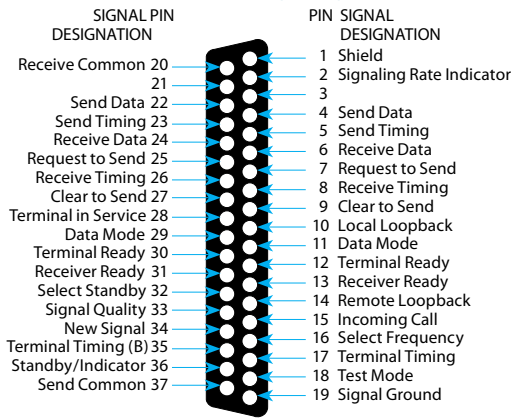 SIGNAL PIN
DESIGNATION
Receive Common 20
21
Send Data 22
Send Timing 23
Receive Data 24
Request to Send 25
Receive Timing 26
Clear to Send 27
Terminal in Service 28
Data Mode 29
Terminal Ready 30
Receiver Ready 31
Select Standby 32
Signal Quality 33
New Signal 34
Terminal Timing (B) 35
Standby/Indicator 36
Send Common 37
PIN SIGNAL
DESIGNATION
1 Shield
2 Signaling Rate Indicator
3
4 Send Data
5 Send Timing
6 Receive Data
7 Request to Send
8 Receive Timing
9 Clear to Send
10 Local Loopback
11 Data Mode
12 Terminal Ready
13 Receiver Ready
14 Remote Loopback
15 Incoming Call
16 Select Frequency
17 Terminal Timing
18 Test Mode
19 Signal Ground